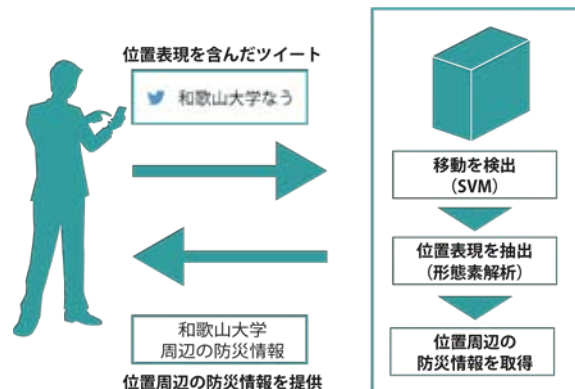 位置表現を含んだツイート
和歌山大学なう
和歌山大学
周辺の防災情報
位置周辺の防災情報を提供
移動を検出
(SVM)
位置表現を抽出
(形態素解析)
位置周辺の
防災情報を取得